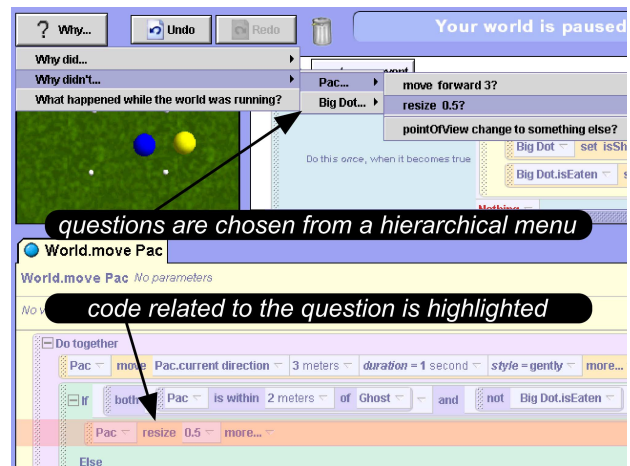 ? Why... Undo Redo Your world is paused
Why did...
Why didn't... Pac... move forward 3?
What happened while the world was running? Big Dot... resize 0.5?
pointOfView change to something else?
Do this once, when it becomes true
Big Dot set isSh
Big Dot.isEaten s
Nothing
questions are chosen from a hierarchical menu
World.move Pac
World.move Pac No parameters
code related to the question is highlighted
No v
Do together
Pac move Pac.current direction 3 meters duration = 1 second style = gently more...
If both Pac is within 2 meters of Ghost and not Big Dot.isEaten
Pac resize 0.5 more...
Else